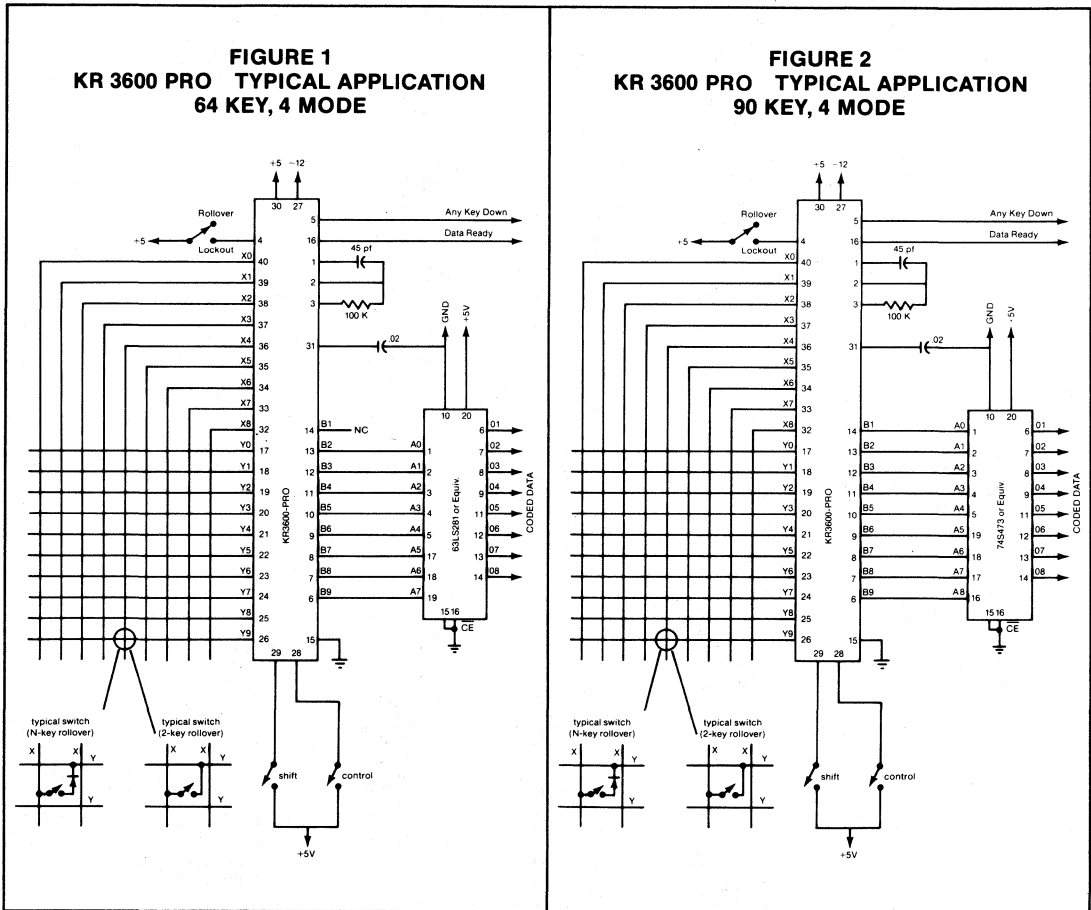 FIGURE 1
KR 3600 PRO TYPICAL APPLICATION
64 KEY, 4 MODE
+5 -12
30 27
Rollover
+5
Lockout
4
5 Any Key Down
16 Data Ready
X0 40
1 45 pf
X1 39
2
X2 38
3 100 K
X3 37
GND +5V
X4 36
31 .02
X5 35
X6 34
X7 33
X8 32
10 20
14 B1 NC
6 01
Y0 17
13 B2 A0 1
7 02
Y1 18
12 B3 A1 2
8 03
Y2 19
11 B4 A2 3
9 04
Y3 20
10 B5 A3 4
11 05
Y4 21
9 B6 A4 5
12 06
Y5 22
8 B7 A5 17
13 07
Y6 23
7 B8 A6 18
14 08
Y7 24
6 B9 A7 19
Y8 25
Y9 26
15
KR3600-PRO
63LS281 or Equiv.
CODED DATA
15 16
CE
29 28
typical switch
(N-key rollover)
X X
Y
Y
typical switch
(2-key rollover)
X X
Y
Y
shift
control
+5V
FIGURE 2
KR 3600 PRO TYPICAL APPLICATION
90 KEY, 4 MODE
+5 -12
30 27
Rollover
+5
Lockout
4
5 Any Key Down
16 Data Ready
X0 40
1 45 pf
X1 39
2
X2 38
3 100 K
X3 37
GND ·5V
X4 36
31 .02
X5 35
X6 34
X7 33
X8 32
10 20
14 B1 A0 1
6 01
Y0 17
13 B2 A1 2
7 02
Y1 18
12 B3 A2 3
8 03
Y2 19
11 B4 A3 4
9 04
Y3 20
10 B5 A4 5
11 05
Y4 21
9 B6 A5 19
12 06
Y5 22
8 B7 A6 18
13 07
Y6 23
7 B8 A7 17
14 08
Y7 24
6 B9 A8 16
Y8 25
Y9 26
15
KR3600-PRO
74S473 or Equiv.
CODED DATA
15 16
CE
29 28
typical switch
(N-key rollover)
X X
Y
Y
typical switch
(2-key rollover)
X X
Y
Y
shift
control
+5V